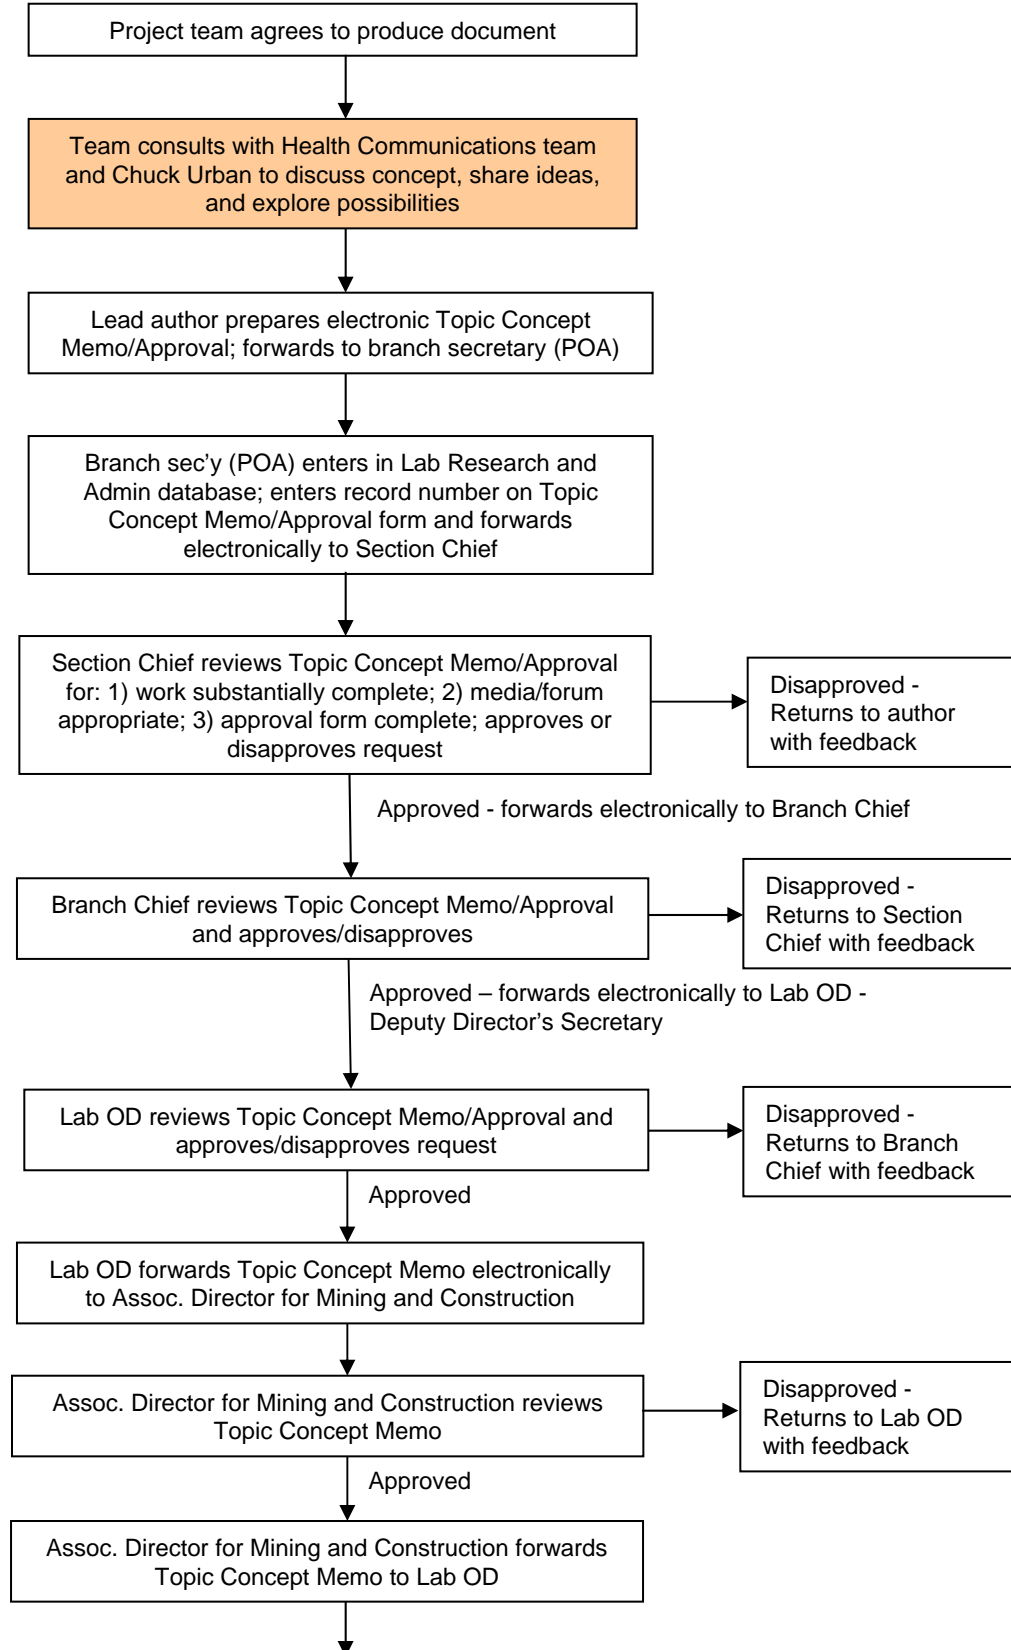 Project team agrees to produce document
Team consults with Health Communications team
and Chuck Urban to discuss concept, share ideas,
and explore possibilities
Lead author prepares electronic Topic Concept
Memo/Approval; forwards to branch secretary (POA)
Branch sec'y (POA) enters in Lab Research and
Admin database; enters record number on Topic
Concept Memo/Approval form and forwards
electronically to Section Chief
Section Chief reviews Topic Concept Memo/Approval
for: 1) work substantially complete; 2) media/forum
appropriate; 3) approval form complete; approves or
disapproves request
Disapproved -
Returns to author
with feedback
Approved - forwards electronically to Branch Chief
Branch Chief reviews Topic Concept Memo/Approval
and approves/disapproves
Disapproved -
Returns to Section
Chief with feedback
Approved – forwards electronically to Lab OD -
Deputy Director's Secretary
Lab OD reviews Topic Concept Memo/Approval and
approves/disapproves request
Disapproved -
Returns to Branch
Chief with feedback
Approved
Lab OD forwards Topic Concept Memo electronically
to Assoc. Director for Mining and Construction
Assoc. Director for Mining and Construction reviews
Topic Concept Memo
Disapproved -
Returns to Lab OD
with feedback
Approved
Assoc. Director for Mining and Construction forwards
Topic Concept Memo to Lab OD